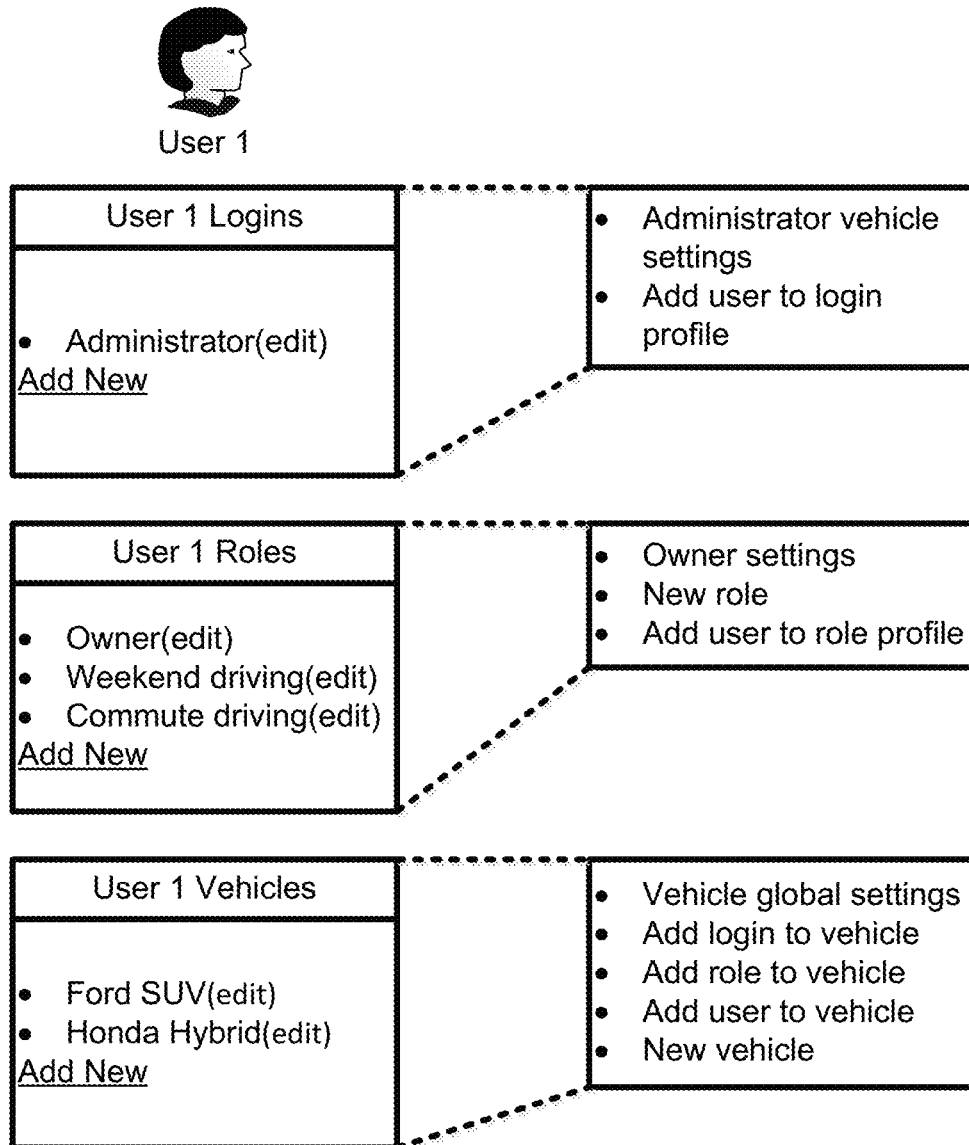 User 1
User 1 Logins
• Administrator(edit)
Add New
• Administrator vehicle
settings
• Add user to login
profile
User 1 Roles
• Owner(edit)
• Weekend driving(edit)
• Commute driving(edit)
Add New
• Owner settings
• New role
• Add user to role profile
User 1 Vehicles
• Ford SUV(edit)
• Honda Hybrid(edit)
Add New
• Vehicle global settings
• Add login to vehicle
• Add role to vehicle
• Add user to vehicle
• New vehicle